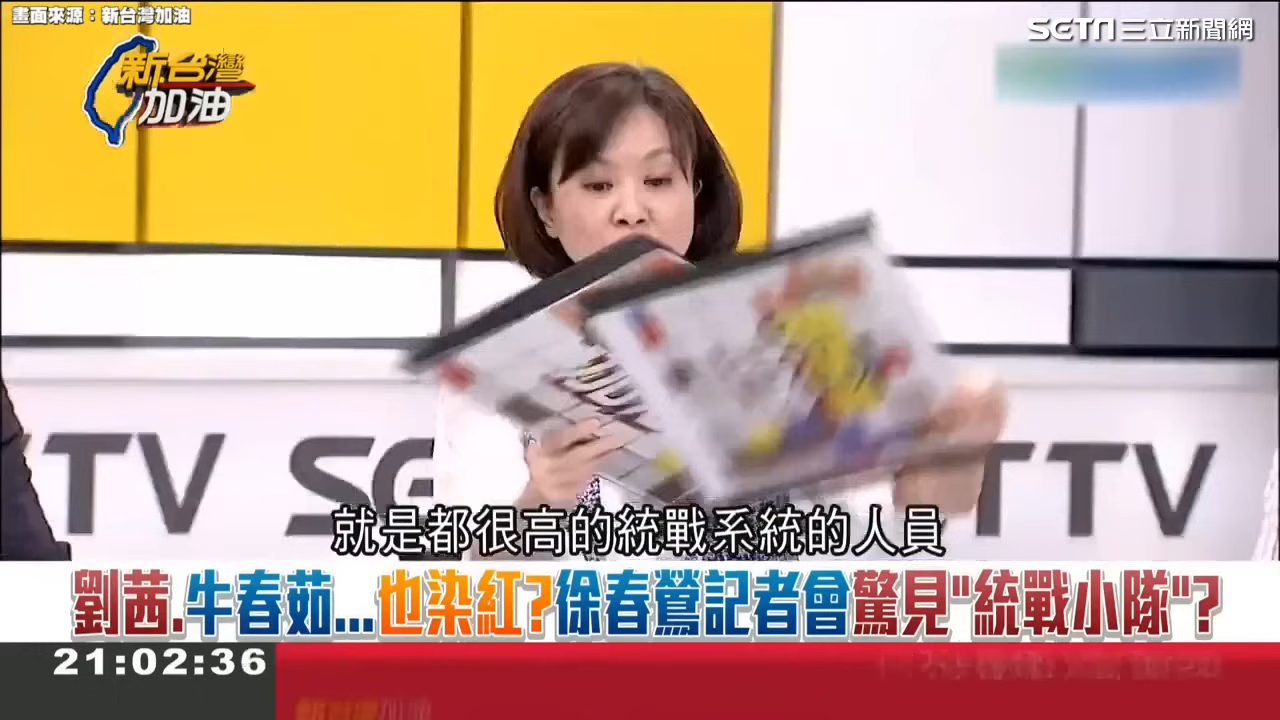 畫面來源：新台灣加油
SETN三立新聞網
新台灣
加油
TTV
就是都很高的統戰系統的人員
劉茜.牛春茹...也染紅?徐春鶯記者會驚見"統戰小隊"?
21:02:36